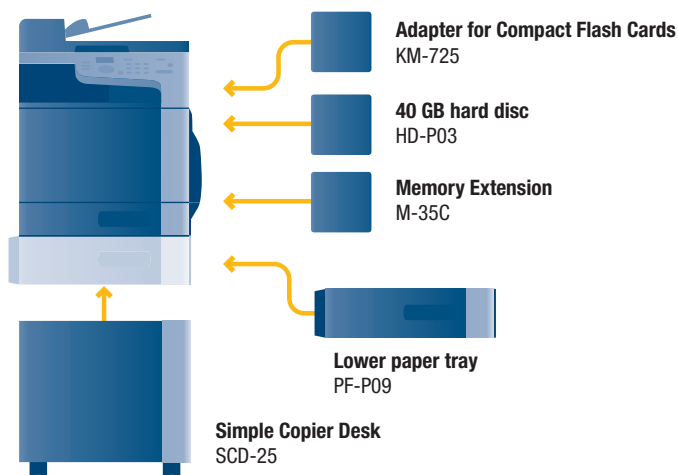 Adapter for Compact Flash Cards
KM-725
40 GB hard disc
HD-P03
Memory Extension
M-35C
Lower paper tray
PF-P09
Simple Copier Desk
SCD-25